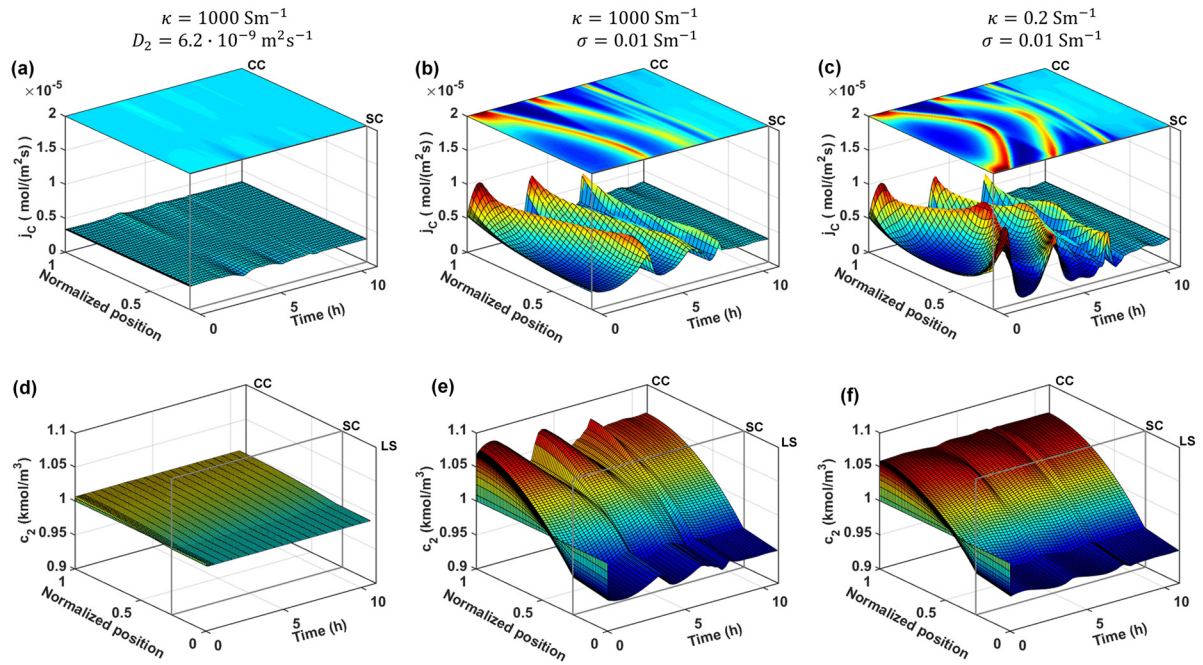 κ = 1000 Sm⁻¹
D₂ = 6.2 · 10⁻⁹ m²s⁻¹
κ = 1000 Sm⁻¹
σ = 0.01 Sm⁻¹
κ = 0.2 Sm⁻¹
σ = 0.01 Sm⁻¹
(a)
×10⁻⁵
CC
SC
2
1.5
1
0.5
0
j_C ( mol/(m²s) )
1
0.5
0
Normalized position
0
5
10
Time (h)
(b)
×10⁻⁵
CC
SC
2
1.5
1
0.5
0
j_C ( mol/(m²s) )
1
0.5
0
Normalized position
0
5
10
Time (h)
(c)
×10⁻⁵
CC
SC
2
1.5
1
0.5
0
j_C ( mol/(m²s) )
1
0.5
0
Normalized position
0
5
10
Time (h)
(d)
CC
SC
LS
1.1
1.05
1
0.95
0.9
c₂ (kmol/m³)
1
0.5
0
Normalized position
0
5
10
Time (h)
(e)
CC
SC
LS
1.1
1.05
1
0.95
0.9
c₂ (kmol/m³)
1
0.5
0
Normalized position
0
5
10
Time (h)
(f)
CC
SC
LS
1.1
1.05
1
0.95
0.9
c₂ (kmol/m³)
1
0.5
0
Normalized position
0
5
10
Time (h)